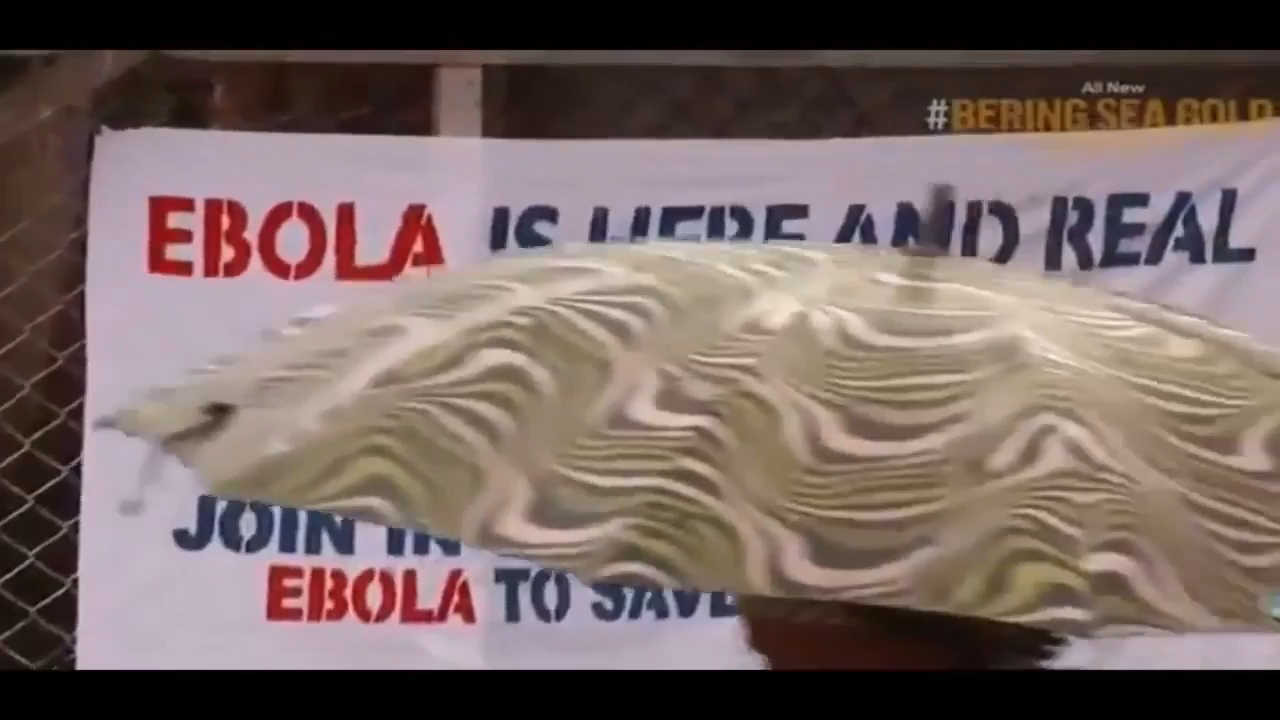 All New
#BERING SEA GOLD
EBOLA IS HERE AND REAL
JOIN IN
EBOLA TO SAVE